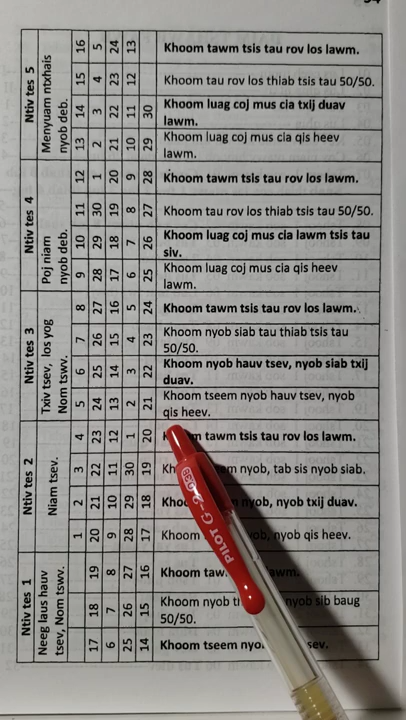 Ntiv tes 5
Menyuam ntxhais
nyob deb.
16 5 24 13 Khoom tawm tsis tau rov los lawm.
15 4 23 12 Khoom tau rov los thiab tsis tau 50/50.
14 3 22 11 30 Khoom luag coj mus cia txij duav
lawm.
13 2 21 10 29 Khoom luag coj mus cia qis heev
lawm.
Ntiv tes 4
Poj niam
nyob deb.
12 1 20 9 28 Khoom tawm tsis tau rov los lawm.
11 30 19 8 27 Khoom tau rov los thiab tsis tau 50/50.
10 29 18 7 26 Khoom luag coj mus cia lawm tsis tau
siv.
9 28 17 6 25 Khoom luag coj mus cia qis heev
lawm.
Ntiv tes 3
Txiv tsev, los yog
Nom tswv.
8 27 16 5 24 Khoom tawm tsis tau rov los lawm.
7 26 15 4 23 Khoom nyob siab tau thiab tsis tau
50/50.
6 25 14 3 22 Khoom nyob hauv tsev, nyob siab txij
duav.
5 24 13 2 21 Khoom tseem nyob hauv tsev, nyob
qis heev.
Ntiv tes 2
Niam tsev.
4 23 12 1 20 tawm tsis tau rov los lawm.
3 22 11 30 19 nyob, tab sis nyob siab.
2 21 10 29 18 nyob, nyob txij duav.
1 20 9 28 17 Khoom nyob qis heev.
Ntiv tes 1
Neeg laus hauv
tsev, Nom tswv.
19 8 27 16 Khoom lawm.
18 7 26 15 Khoom nyob nyob sib baug
50/50.
17 6 25 14 Khoom tseem
PILOT G-2